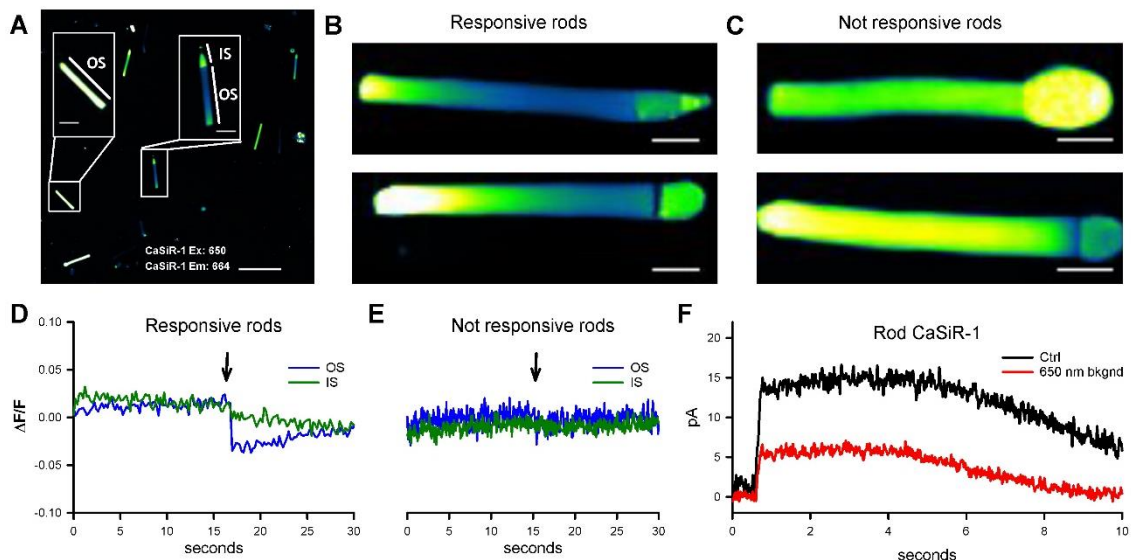 A
OS
IS
OS
CaSiR-1 Ex: 650
CaSiR-1 Em: 664
B
Responsive rods
C
Not responsive rods
D
Responsive rods
OS
IS
ΔF/F
0.10
0.05
0.00
-0.05
-0.10
0 5 10 15 20 25 30
seconds
E
Not responsive rods
OS
IS
0 5 10 15 20 25 30
seconds
F
Rod CaSiR-1
Ctrl
650 nm bkgnd
pA
20
15
10
5
0
0 2 4 6 8 10
seconds